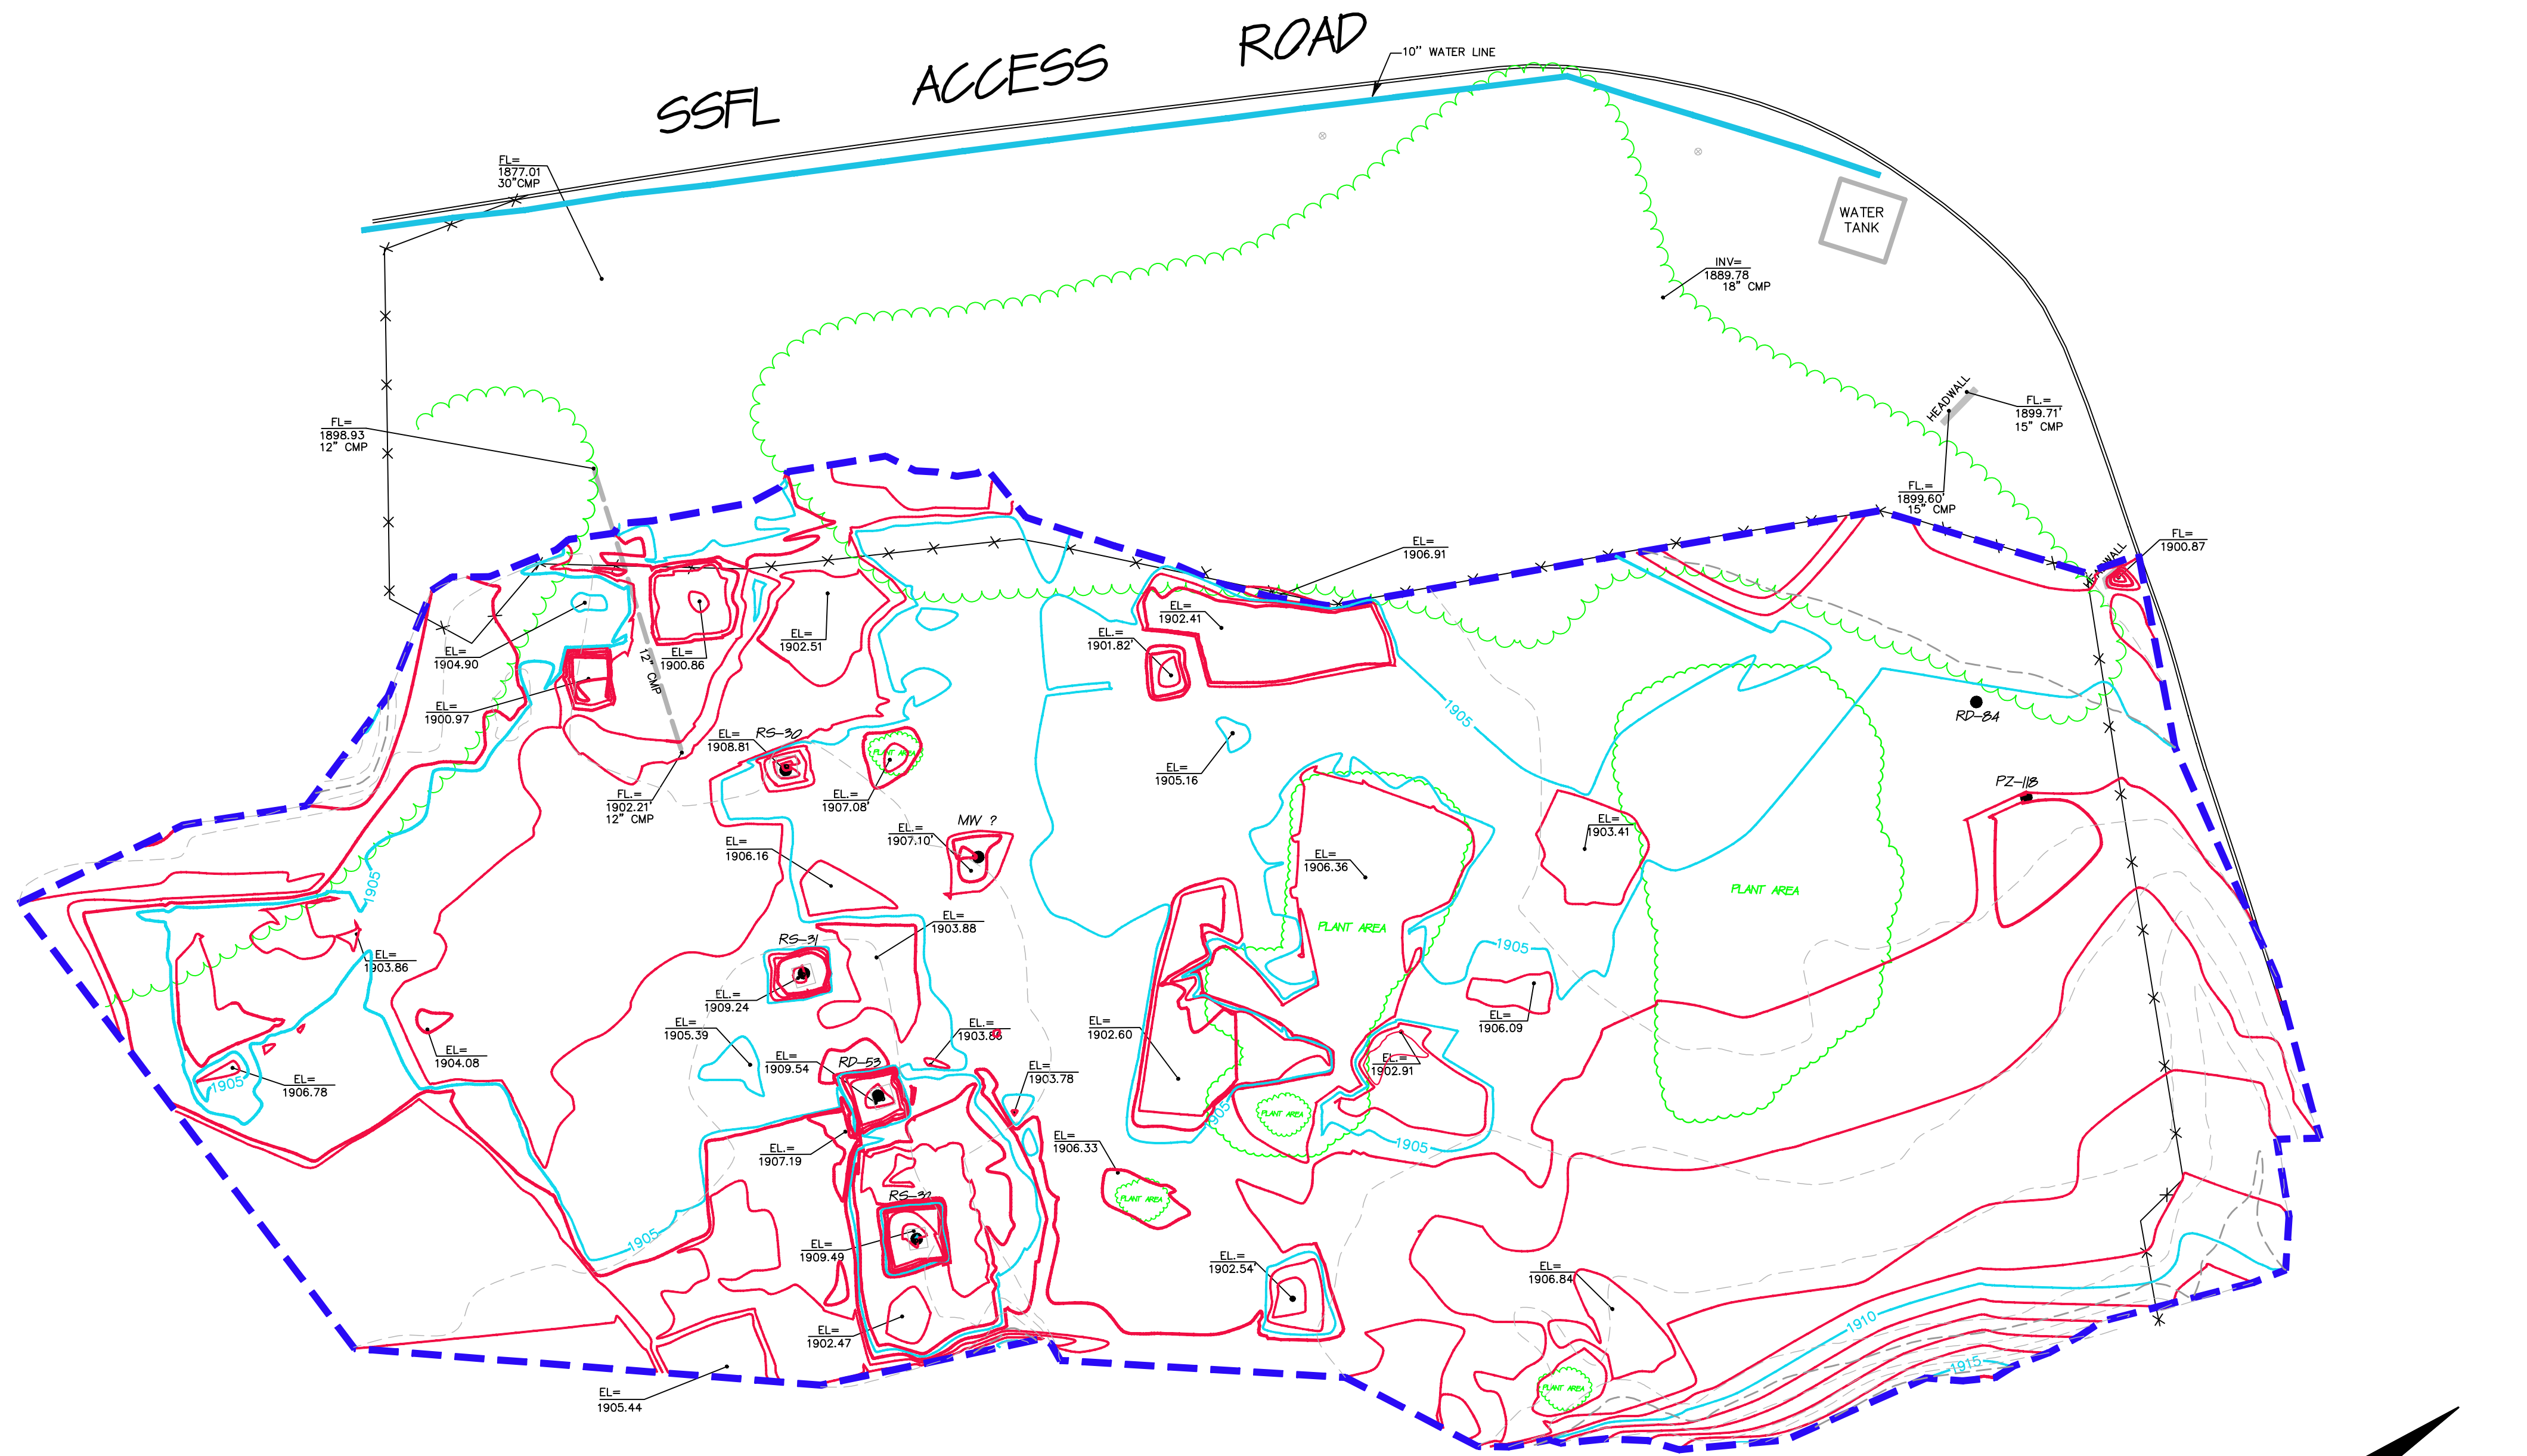 SSFL ACCESS ROAD
10" WATER LINE
FL=
1877.01
30"CMP
WATER
TANK
INV=
1889.78
18" CMP
HEADWALL
FL.=
1899.71'
15" CMP
FL=
1898.93
12" CMP
FL.=
1899.60'
15" CMP
FL=
1900.87
HEADWALL
EL=
1906.91
EL=
1902.41
EL.=
1901.82'
EL=
1902.51
EL=
1904.90
EL=
1900.86
12" CMP
EL=
1900.97
1905
RD-84
EL=
1908.81
RS-30
PLANT AREA
EL=
1905.16
FL.=
1902.21'
12" CMP
EL.=
1907.08'
PZ-118
MW ?
EL.=
1907.10'
EL=
1903.41
EL=
1906.16
EL=
1906.36
1905
PLANT AREA
EL=
1903.88
PLANT AREA
RS-31
1905
EL=
1903.86
EL.=
1909.24
EL=
1906.09
EL=
1905.39
EL.=
1903.86
EL=
1902.60
EL=
1904.08
EL=
1909.54
RD-53
EL.=
1902.91
EL=
1903.78
1905
EL=
1906.78
PLANT AREA
1905
1905
EL.=
1907.19
EL=
1906.33
RS-32
PLANT AREA
1905
EL=
1909.49
EL.=
1902.54'
EL=
1906.84
1910
EL=
1902.47
1915
EL=
1905.44
PLANT AREA